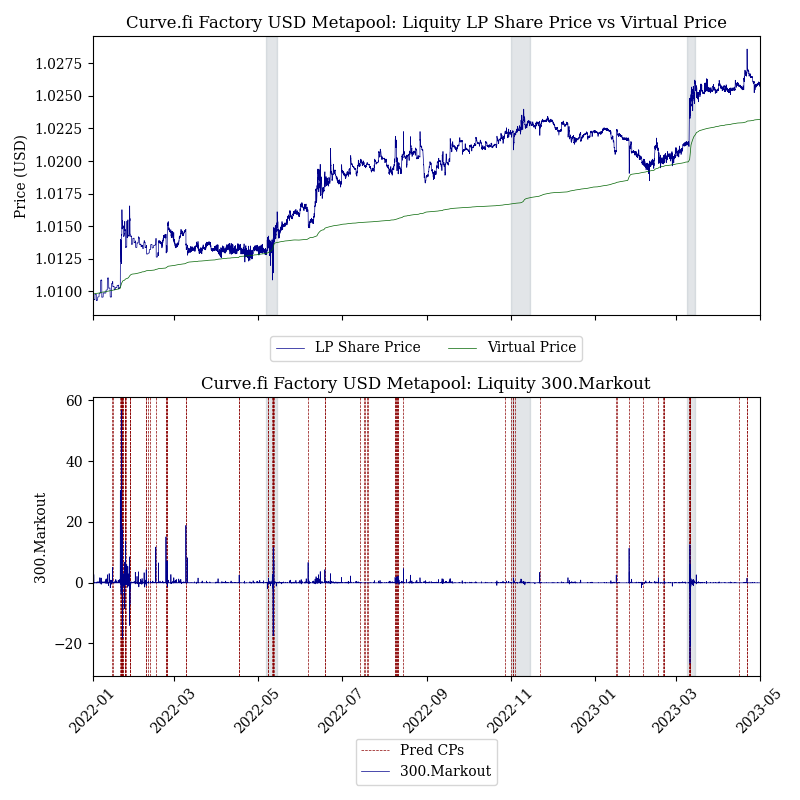 Curve.fi Factory USD Metapool: Liquity LP Share Price vs Virtual Price
1.0275
1.0250
1.0225
1.0200
1.0175
1.0150
1.0125
1.0100
Price (USD)
LP Share Price
Virtual Price
Curve.fi Factory USD Metapool: Liquity 300.Markout
60
40
20
0
−20
300.Markout
2022-01
2022-03
2022-05
2022-07
2022-09
2022-11
2023-01
2023-03
2023-05
Pred CPs
300.Markout